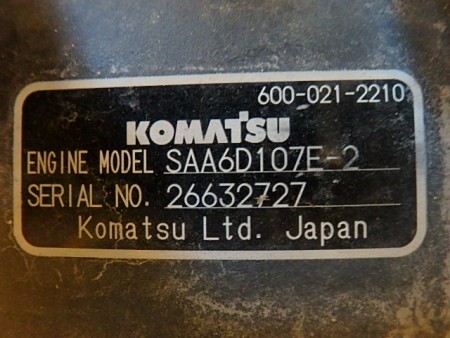 600-021-2210
KOMATSU
ENGINE MODEL SAA6D107E-2
SERIAL NO. 26632727
Komatsu Ltd. Japan